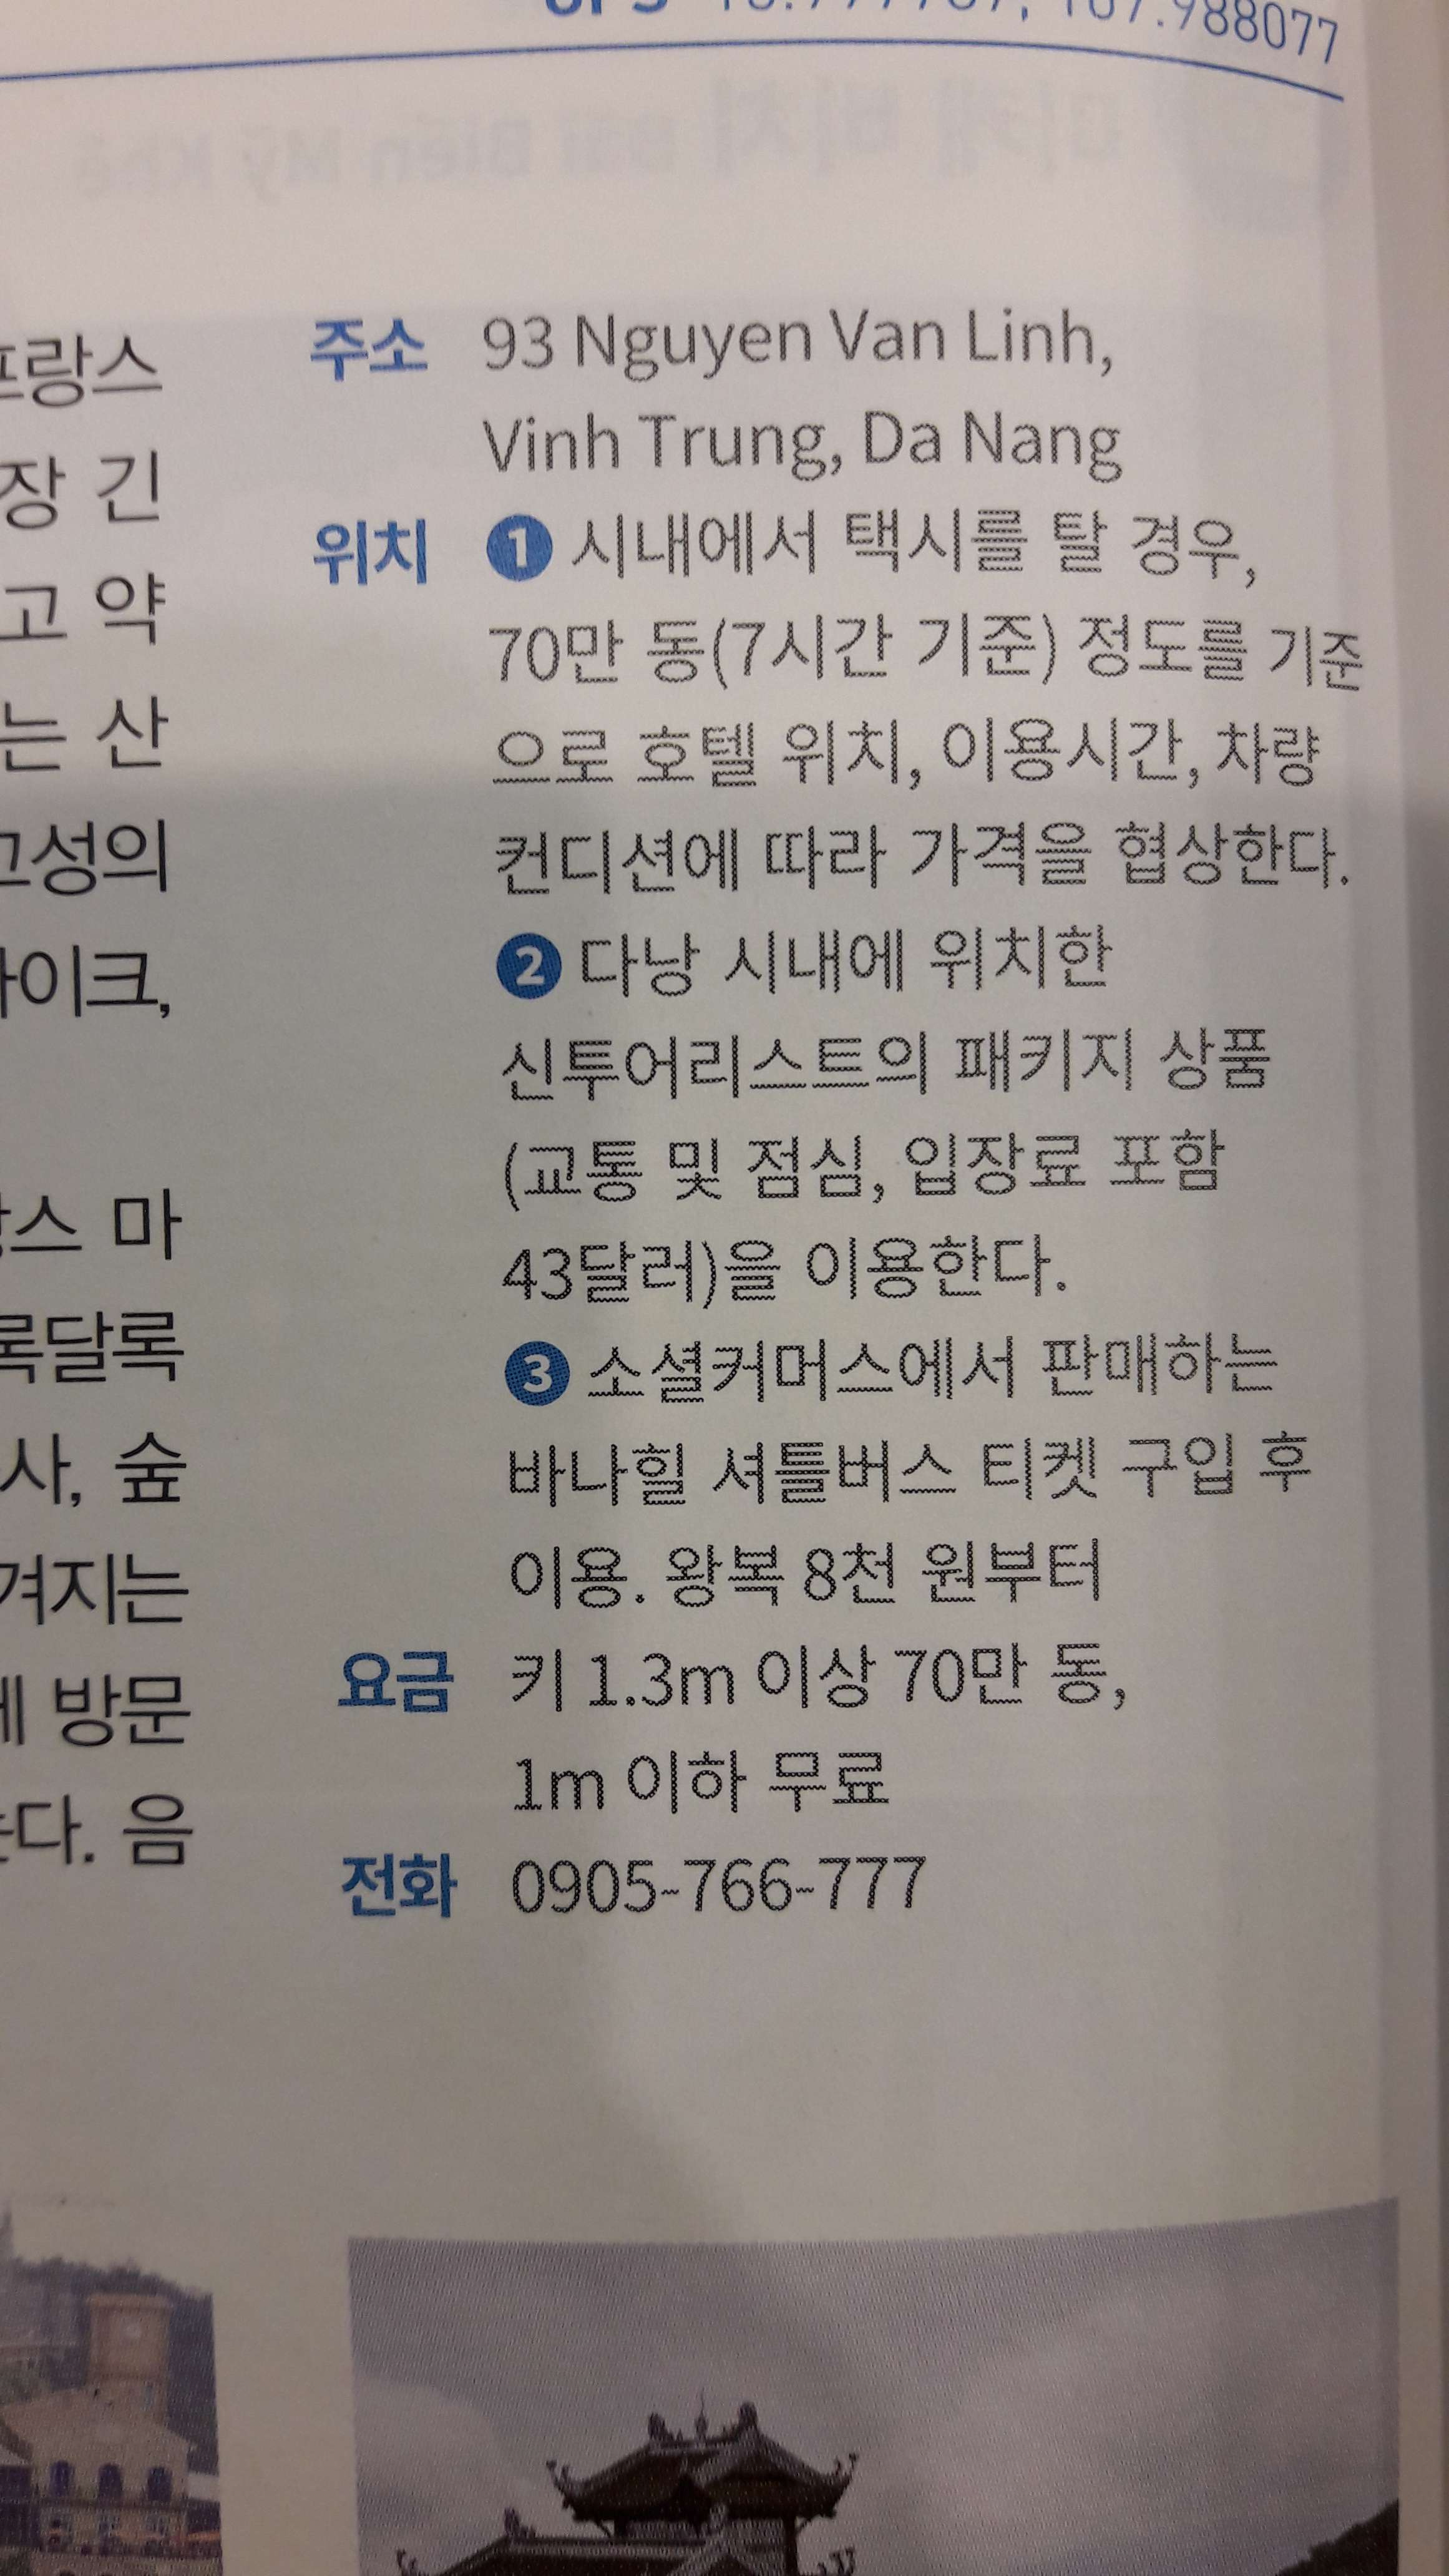 988077
프랑스
장 긴
고 약
는 산
고성의
이크,
스 마
록달록
사, 숲
겨지는
방문
다. 음
주소 93 Nguyen Van Linh,
Vinh Trung, Da Nang
위치 ❶ 시내에서 택시를 탈 경우,
70만 동(7시간 기준) 정도를 기준
으로 호텔 위치, 이용시간, 차량
컨디션에 따라 가격을 협상한다.
❷ 다낭 시내에 위치한
신투어리스트의 패키지 상품
(교통 및 점심, 입장료 포함
43달러)을 이용한다.
❸ 소셜커머스에서 판매하는
바나힐 셔틀버스 티켓 구입 후
이용. 왕복 8천 원부터
요금 키 1.3m 이상 70만 동,
1m 이하 무료
전화 0905-766-777